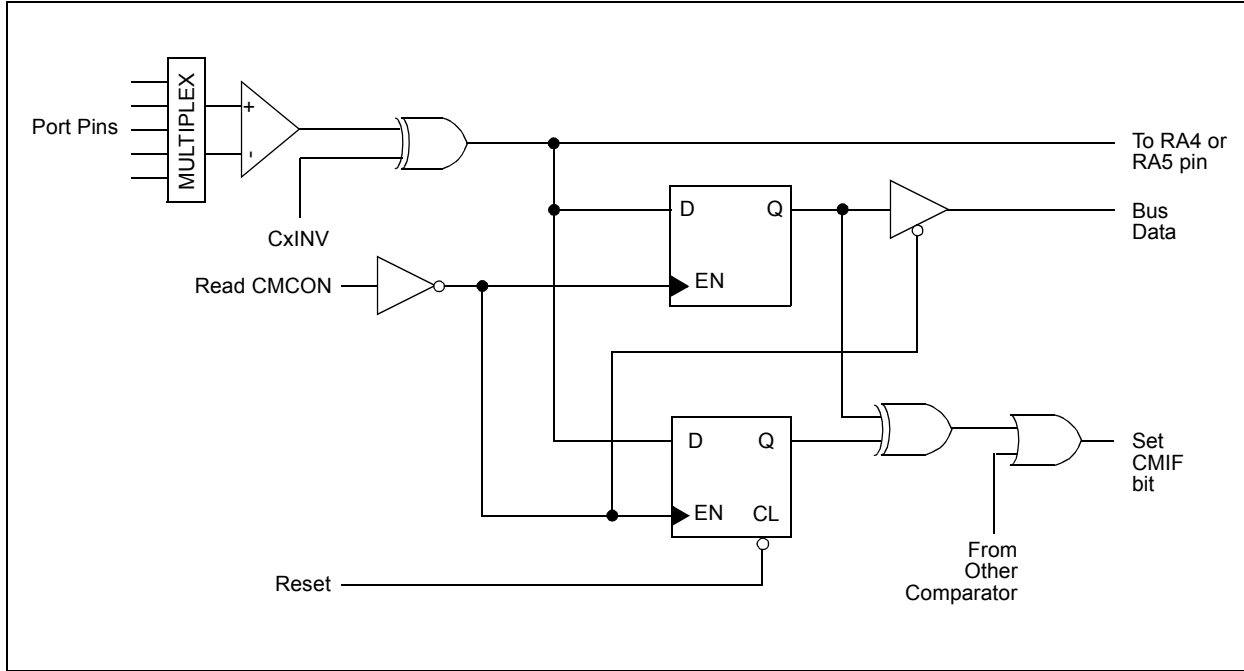 MULTIPLEX
Port Pins
+
-
CxINV
To RA4 or
RA5 pin
D
Q
EN
Bus
Data
Read CMCON
D
Q
EN
CL
Set
CMIF
bit
From
Other
Comparator
Reset